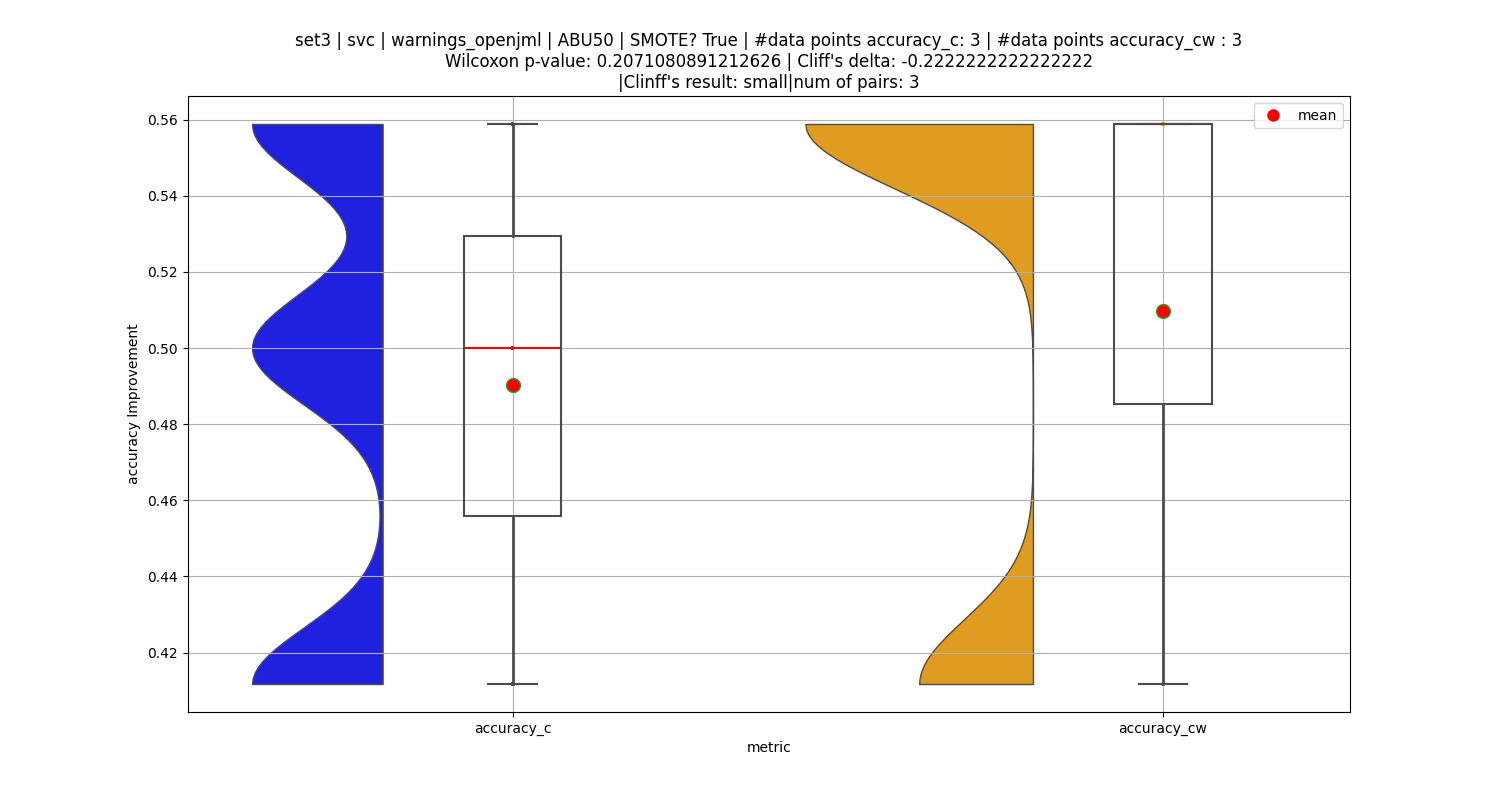 set3 | svc | warnings_openjml | ABU50 | SMOTE? True | #data points accuracy_c: 3 | #data points accuracy_cw : 3
Wilcoxon p-value: 0.2071080891212626 | Cliff's delta: -0.2222222222222222
|Clinff's result: small|num of pairs: 3
mean
0.56
0.54
0.52
0.50
0.48
0.46
0.44
0.42
accuracy Improvement
accuracy_c
accuracy_cw
metric